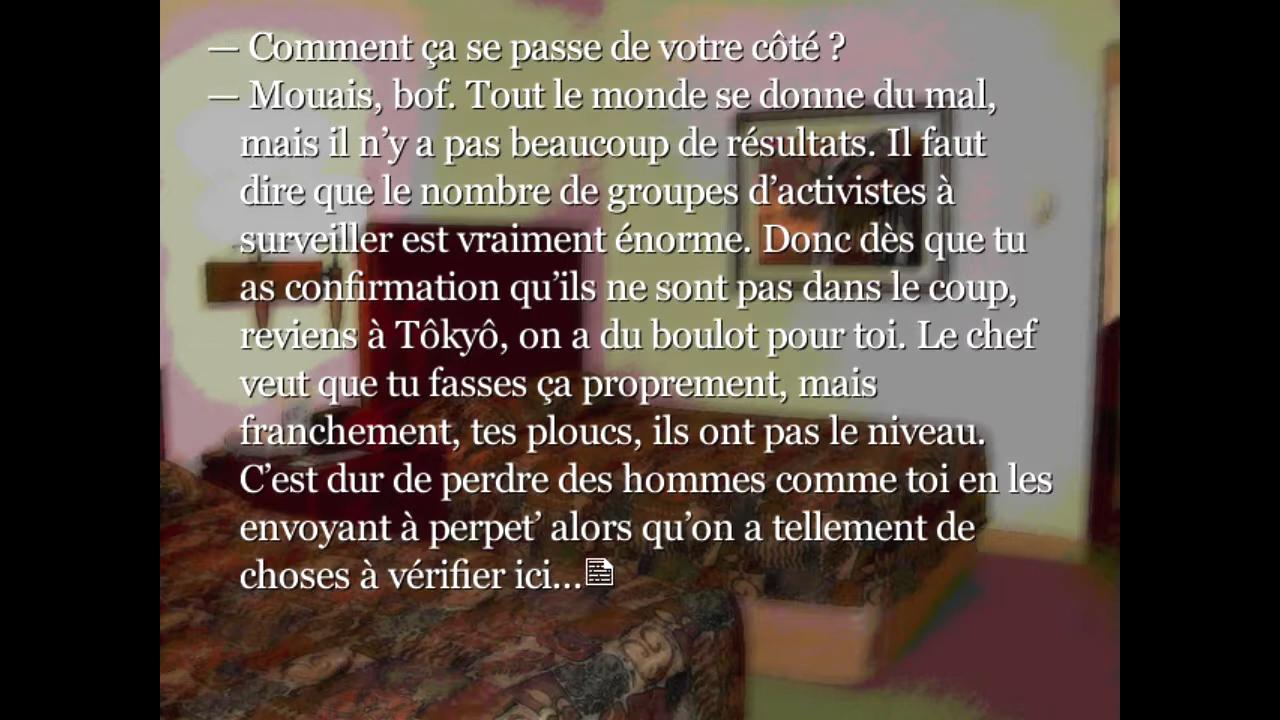 — Comment ça se passe de votre côté ?
— Mouais, bof. Tout le monde se donne du mal,
mais il n’y a pas beaucoup de résultats. Il faut
dire que le nombre de groupes d’activistes à
surveiller est vraiment énorme. Donc dès que tu
as confirmation qu’ils ne sont pas dans le coup,
reviens à Tôkyô, on a du boulot pour toi. Le chef
veut que tu fasses ça proprement, mais
franchement, tes ploucs, ils ont pas le niveau.
C’est dur de perdre des hommes comme toi en les
envoyant à perpet’ alors qu’on a tellement de
choses à vérifier ici...